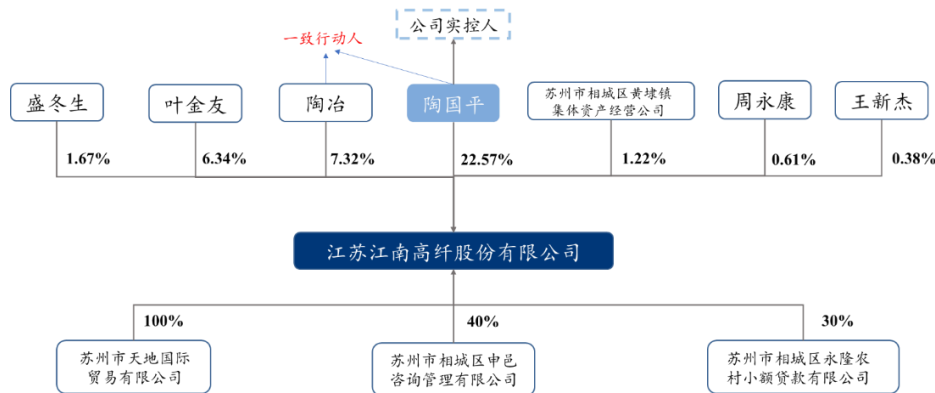 公司实控人
一致行动人
盛冬生
叶金友
陶冶
陶国平
苏州市相城区黄埭镇
集体资产经营公司
周永康
王新杰
1.67%
6.34%
7.32%
22.57%
1.22%
0.61%
0.38%
江苏江南高纤股份有限公司
100%
40%
30%
苏州市天地国际
贸易有限公司
苏州市相城区申邑
咨询管理有限公司
苏州市相城区永隆农
村小额贷款有限公司